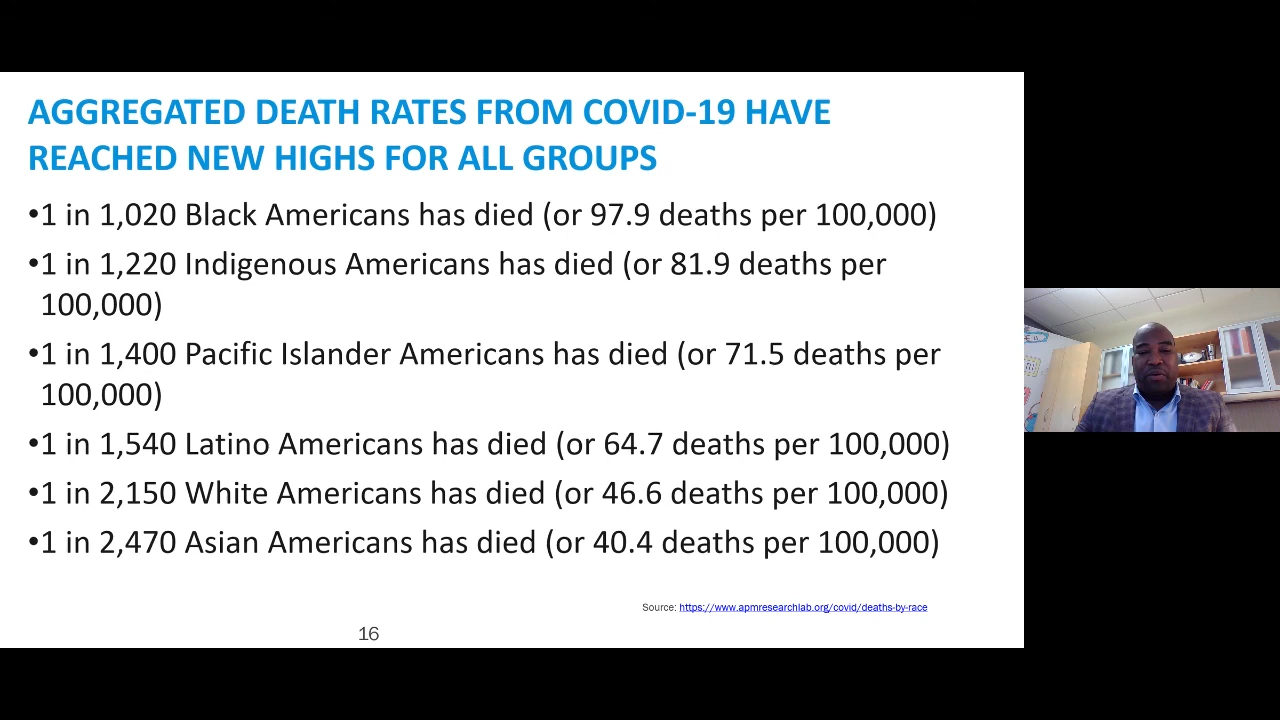 AGGREGATED DEATH RATES FROM COVID-19 HAVE
REACHED NEW HIGHS FOR ALL GROUPS
•1 in 1,020 Black Americans has died (or 97.9 deaths per 100,000)
•1 in 1,220 Indigenous Americans has died (or 81.9 deaths per
100,000)
•1 in 1,400 Pacific Islander Americans has died (or 71.5 deaths per
100,000)
•1 in 1,540 Latino Americans has died (or 64.7 deaths per 100,000)
•1 in 2,150 White Americans has died (or 46.6 deaths per 100,000)
•1 in 2,470 Asian Americans has died (or 40.4 deaths per 100,000)
Source: https://www.apmresearchlab.org/covid/deaths-by-race
16